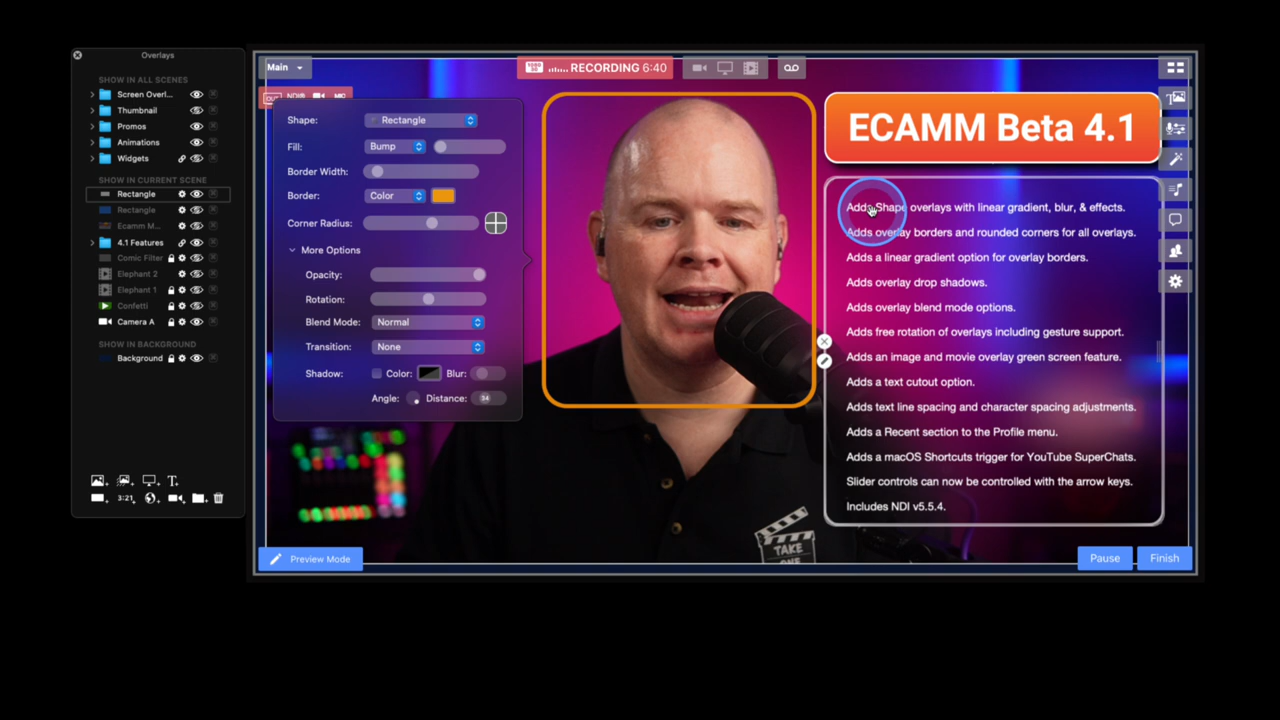 Overlays
SHOW IN ALL SCENES
Screen Overl...
Thumbnail
Promos
Animations
Widgets
SHOW IN CURRENT SCENE
Rectangle
Rectangle
Ecamm M...
4.1 Features
Comic Filter
Elephant 2
Elephant 1
Confetti
Camera A
SHOW IN BACKGROUND
Background
T
3:21
Main
RECORDING 6:40
Shape: Rectangle
Fill: Bump
Border Width:
Border: Color
Corner Radius:
More Options
Opacity:
Rotation:
Blend Mode: Normal
Transition: None
Shadow: Color: Blur:
Angle: Distance: 34
ECAMM Beta 4.1
Adds Shape overlays with linear gradient, blur, & effects.
Adds overlay borders and rounded corners for all overlays.
Adds a linear gradient option for overlay borders.
Adds overlay drop shadows.
Adds overlay blend mode options.
Adds free rotation of overlays including gesture support.
Adds an image and movie overlay green screen feature.
Adds a text cutout option.
Adds text line spacing and character spacing adjustments.
Adds a Recent section to the Profile menu.
Adds a macOS Shortcuts trigger for YouTube SuperChats.
Slider controls can now be controlled with the arrow keys.
Includes NDI v5.5.4.
TAKE
Preview Mode
Pause
Finish